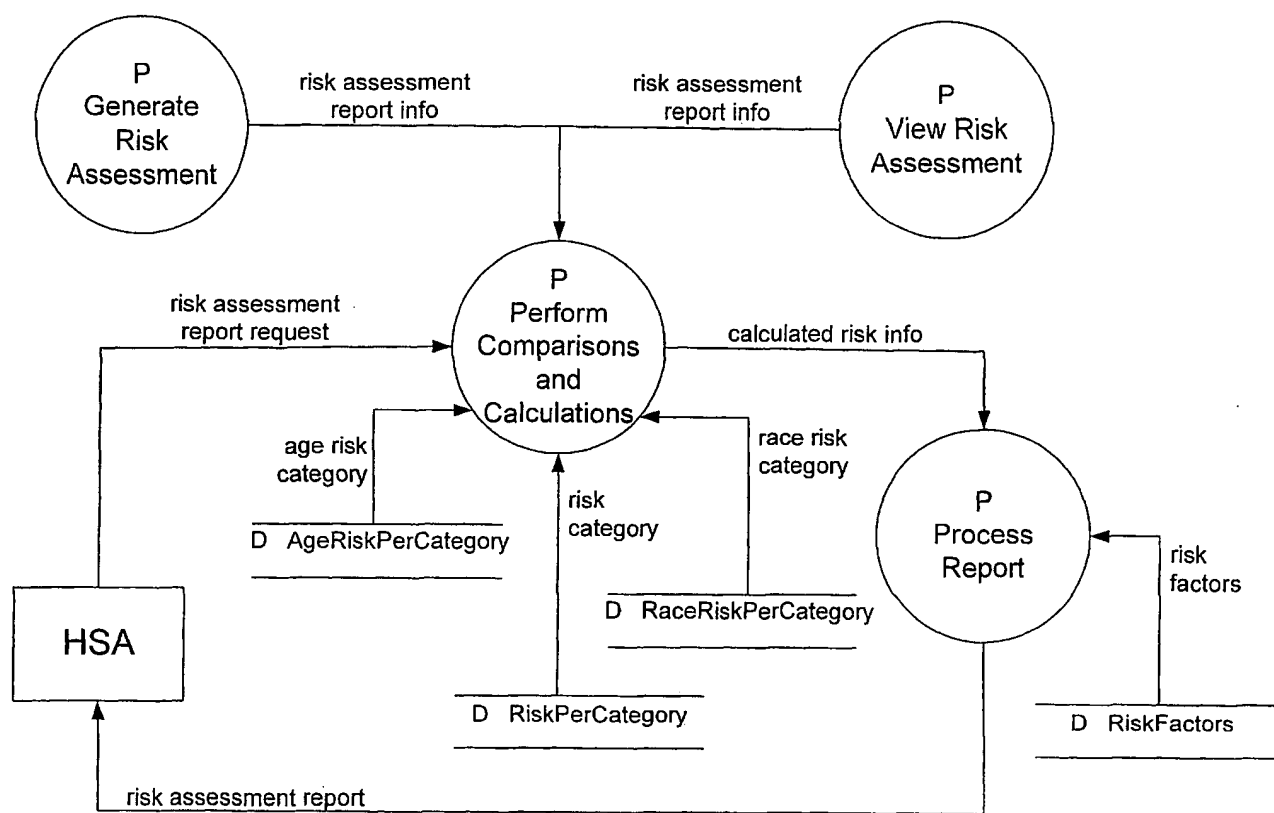 P
Generate
Risk
Assessment
risk assessment
report info
risk assessment
report info
P
View Risk
Assessment
P
Perform
Comparisons
and
Calculations
risk assessment
report request
calculated risk info
age risk
category
risk
category
race risk
category
P
Process
Report
risk
factors
D AgeRiskPerCategory
D RaceRiskPerCategory
HSA
D RiskPerCategory
D RiskFactors
risk assessment report